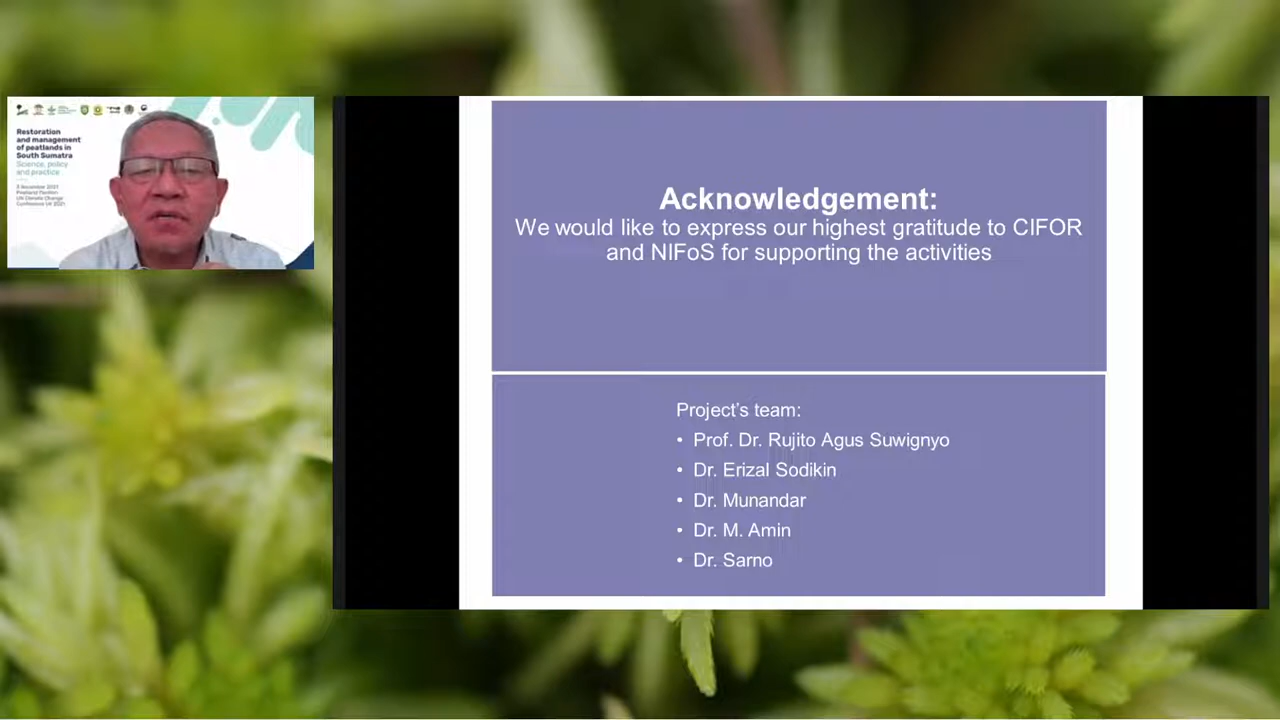 Restoration
and management
of peatlands in
South Sumatra
Science, policy
and practice
3 November 2021
Peatland Pavilion
UN Climate Change
Conference UK 2021
Acknowledgement:
We would like to express our highest gratitude to CIFOR
and NIFoS for supporting the activities
Project's team:
• Prof. Dr. Rujito Agus Suwignyo
• Dr. Erizal Sodikin
• Dr. Munandar
• Dr. M. Amin
• Dr. Sarno